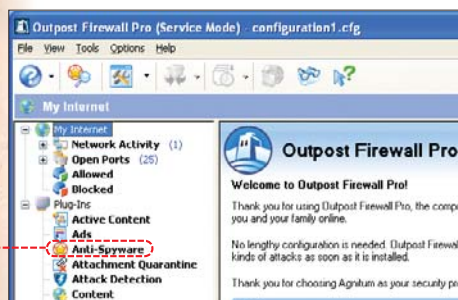 Outpost Firewall Pro (Service Mode) - configuration1.cfg
File View Tools Options Help
My Internet
My Internet
Network Activity (1)
Open Ports (25)
Allowed
Blocked
Plug-Ins
Active Content
Ads
Anti-Spyware
Attachment Quarantine
Attack Detection
Content
Outpost Firewall Pro
Welcome to Outpost Firewall Pro!
Thank you for using Outpost Firewall Pro, the
you and your family online.
No lengthy configuration is needed. Outpost
kinds of attacks as soon as it is installed.
Thank you for choosing Agnitum as your security